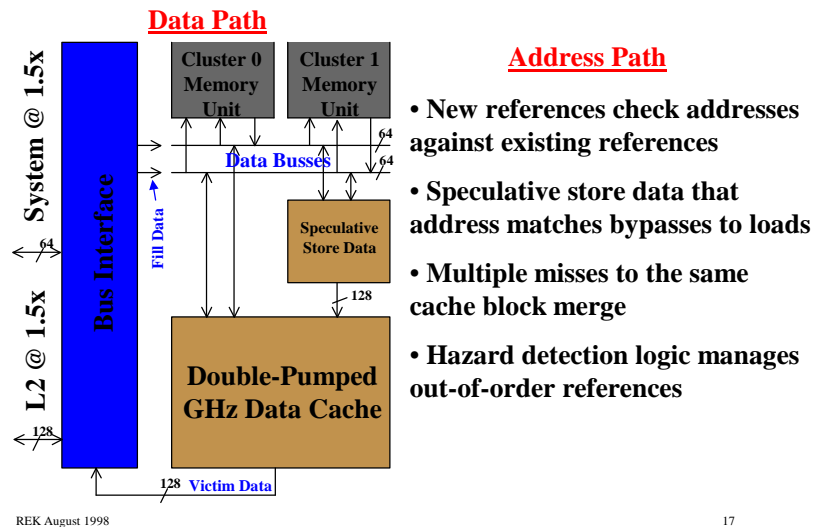 Data Path
Cluster 0
Memory
Unit
Cluster 1
Memory
Unit
64
Data Busses
64
System @ 1.5x
64
Bus Interface
Fill Data
Speculative
Store Data
128
L2 @ 1.5x
128
Double-Pumped
GHz Data Cache
128 Victim Data
Address Path
• New references check addresses
against existing references
• Speculative store data that
address matches bypasses to loads
• Multiple misses to the same
cache block merge
• Hazard detection logic manages
out-of-order references
REK August 1998
17